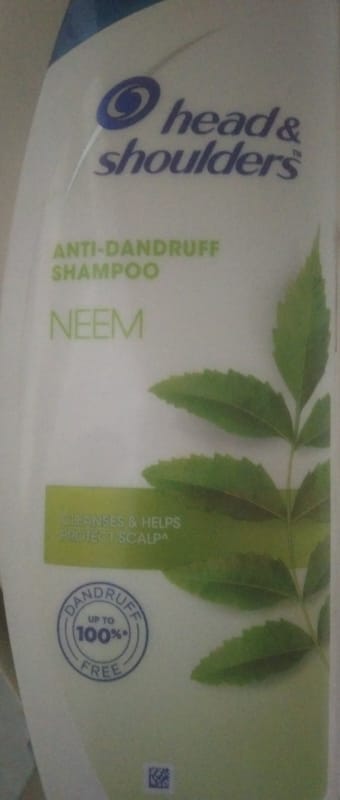 head &
shoulders
ANTI-DANDRUFF
SHAMPOO
NEEM
CLEANSES & HELPS
PROTECT SCALP^
DANDRUFF
UP TO
100%*
FREE